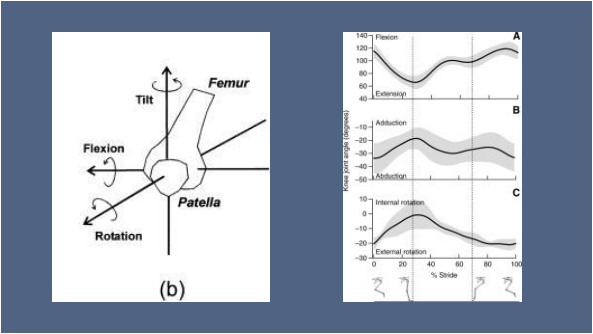 Femur
Tilt
Flexion
Patella
Rotation
(b)
A
Flexion
140
120
100
80
60
40
Extension
B
Adduction
-10
-20
-30
-40
-50
Abduction
Knee joint angle (degrees)
C
Internal rotation
10
0
-10
-20
-30
External rotation
0 20 40 60 80 100
% Stride